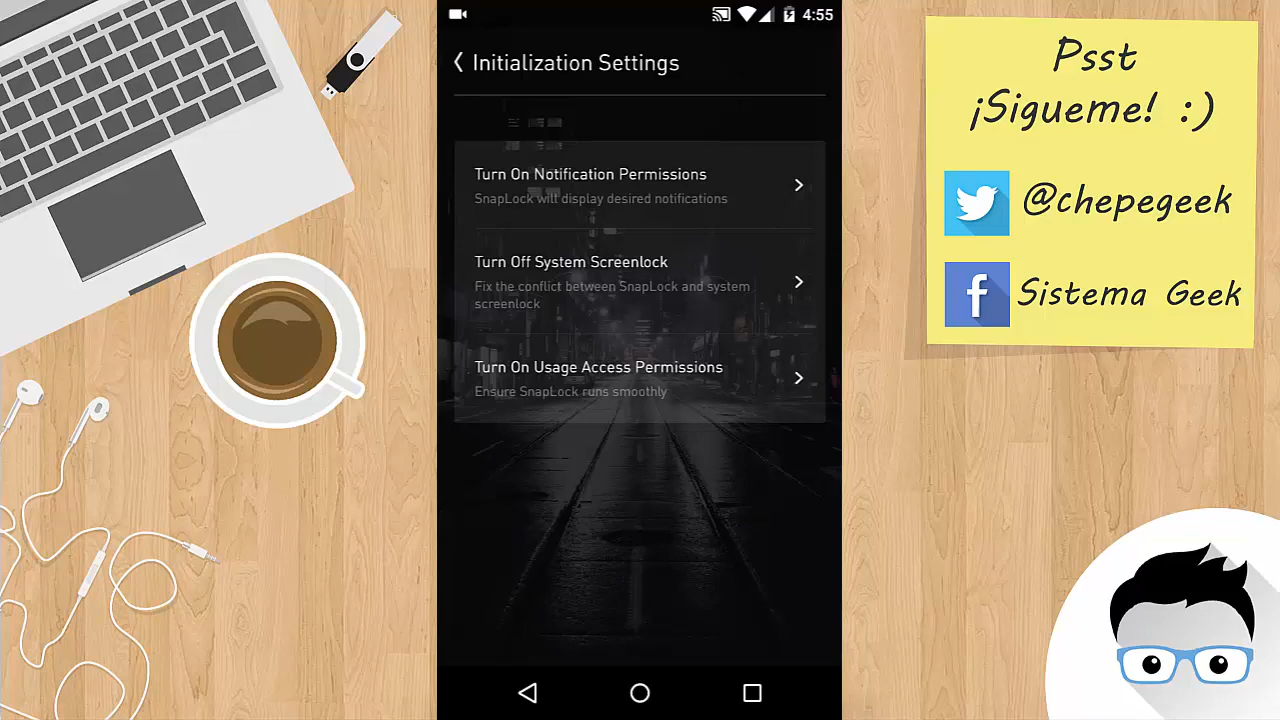 4:55
Initialization Settings
Turn On Notification Permissions
SnapLock will display desired notifications
Turn Off System Screenlock
Fix the conflict between SnapLock and system
screenlock
Turn On Usage Access Permissions
Ensure SnapLock runs smoothly
Psst
¡Sigueme! :)
@chepegeek
Sistema Geek